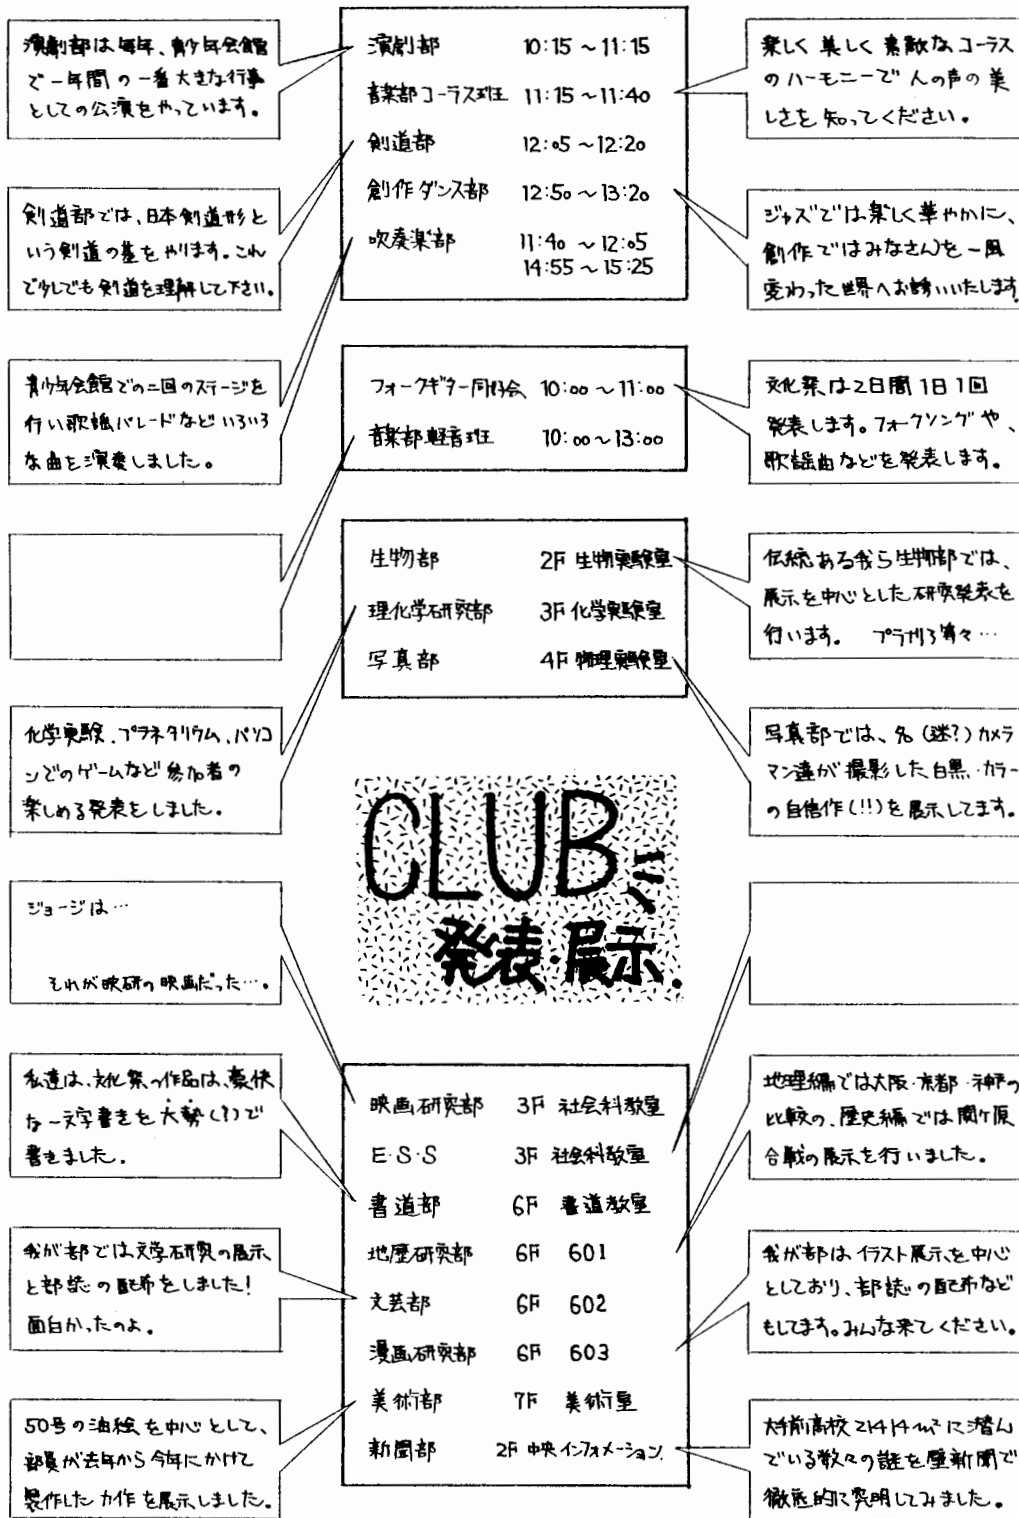 演劇部は毎年、青少年会館
で一年間の一番大きな行事
としての公演をやっています。
剣道部では、日本剣道形と
いう剣道の基をやります。これ
で少しでも剣道を理解して下さい。
青少年会館での二回のステージを
行い歌謡パレードなどいろいろ
な曲を演奏しました。
化学実験、プラネタリウム、パソコ
ンでのゲームなど参加者の
楽しめる発表をしました。
ジョージは…
それが映研の映画だった…。
私達は、文化祭の作品は、豪快
な一文字書きを大勢(?)で
書きました。
我が部では文学研究の展示
と部誌の配布をしました!
面白かったのよ。
50号の油絵を中心として、
部員が去年から今年にかけて
製作した力作を展示しました。
演劇部 10:15〜11:15
音楽部コーラス班 11:15〜11:40
剣道部 12:05〜12:20
創作ダンス部 12:50〜13:20
吹奏楽部 11:40〜12:05
14:55〜15:25
フォークギター同好会 10:00〜11:00
音楽部軽音班 10:00〜13:00
生物部 2F 生物実験室
理化学研究部 3F 化学実験室
写真部 4F 物理実験室
CLUB
発表・展示.
映画研究部 3F 社会科教室
E・S・S 3F 社会科教室
書道部 6F 書道教室
地歴研究部 6F 601
文芸部 6F 602
漫画研究部 6F 603
美術部 7F 美術室
新聞部 2F 中央インフォメーション.
楽しく 美しく 素敵なコーラス
のハーモニーで 人の声の美
しさを知ってください。
ジャズでは楽しく華やかに、
創作ではみなさんを一風
変わった世界へお誘いいたします
文化祭は2日間1日1回
発表します。フォークソングや、
歌謡曲などを発表します。
伝統ある我ら生物部では、
展示を中心とした研究発表を
行います。 等々…
写真部では、名(迷?)カメラ
マン達が撮影した白黒、カラー
の自信作(!!)を展示してます。
地理編では大阪・京都・神戸の
比較の、歴史編では関ヶ原
合戦の展示を行いました。
我が部はイラスト展示を中心
としており、部誌の配布など
もしてます。みんな来てください。
大手前高校21414m²に潜ん
でいる数々の謎を壁新聞で
徹底的に究明してみました。